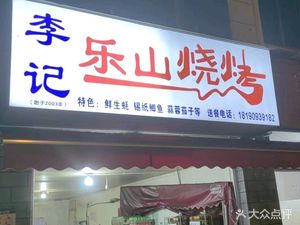 李记
(始于2003年)
乐山烧烤
特色：鲜生蚝 锡纸鲫鱼 蒜蓉茄子等 送餐电话：18190939182
大众点评